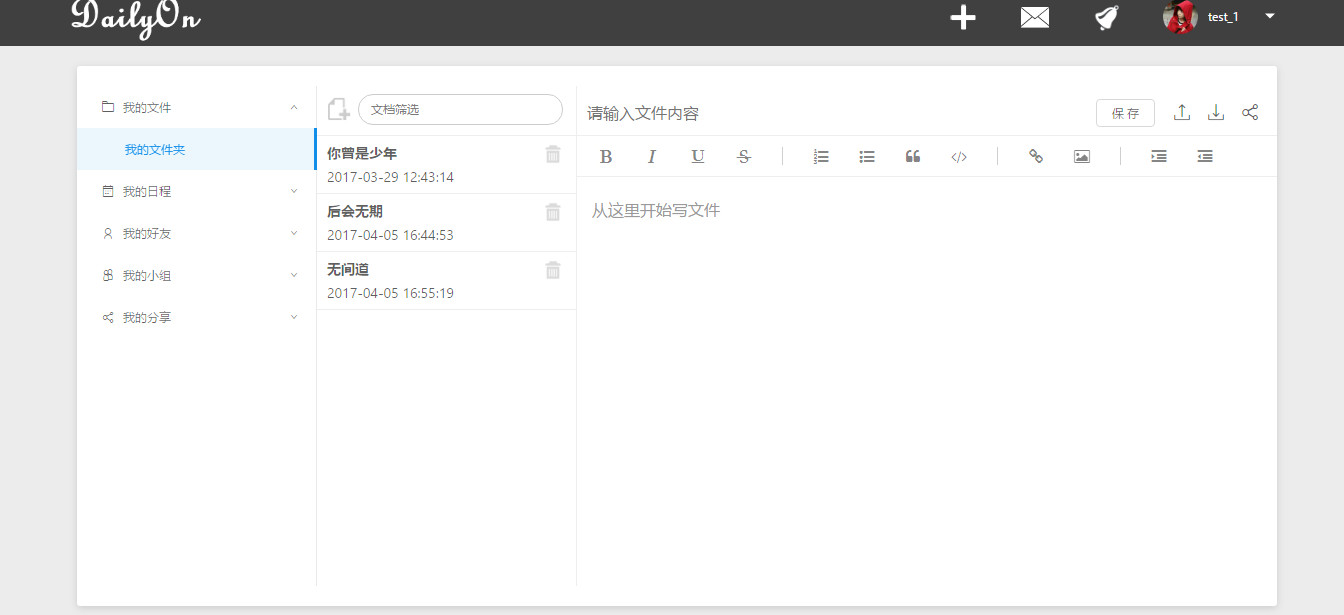 DailyOn
test_1
我的文件
我的文件夹
我的日程
我的好友
我的小组
我的分享
文档筛选
你曾是少年
2017-03-29 12:43:14
后会无期
2017-04-05 16:44:53
无间道
2017-04-05 16:55:19
请输入文件内容
保 存
B I U S
从这里开始写文件